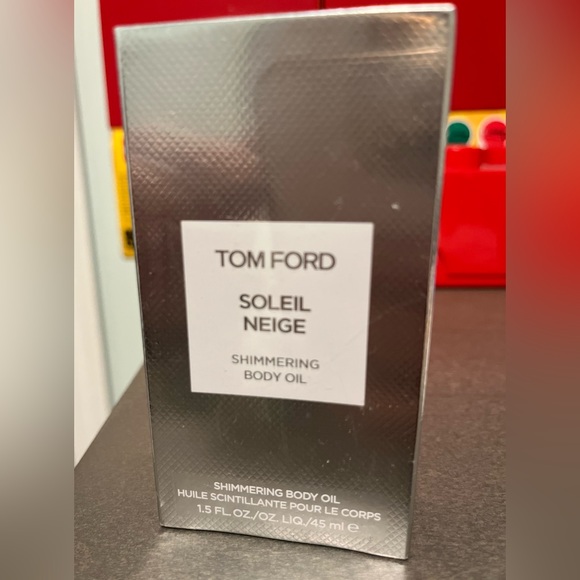 TOM FORD
SOLEIL
NEIGE
SHIMMERING
BODY OIL
SHIMMERING BODY OIL
HUILE SCINTILLANTE POUR LE CORPS
1.5 FL.OZ./OZ. LIQ./45 ml ℮